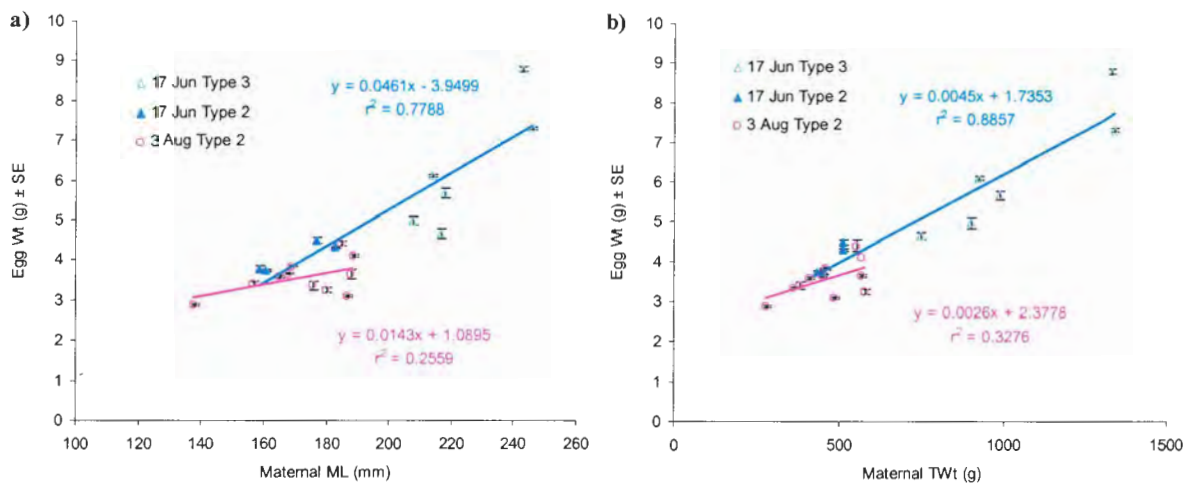 a)
10
9
8
7
6
5
4
3
2
1
0
Egg Wt (g) ± SE
17 Jun Type 3
17 Jun Type 2
3 Aug Type 2
y = 0.0461x - 3.9499
r² = 0.7788
y = 0.0143x + 1.0895
r² = 0.2559
100 120 140 160 180 200 220 240 260
Maternal ML (mm)
b)
10
9
8
7
6
5
4
3
2
1
0
Egg Wt (g) ± SE
17 Jun Type 3
17 Jun Type 2
3 Aug Type 2
y = 0.0045x + 1.7353
r² = 0.8857
y = 0.0026x + 2.3778
r² = 0.3276
0 500 1000 1500
Maternal TWt (g)